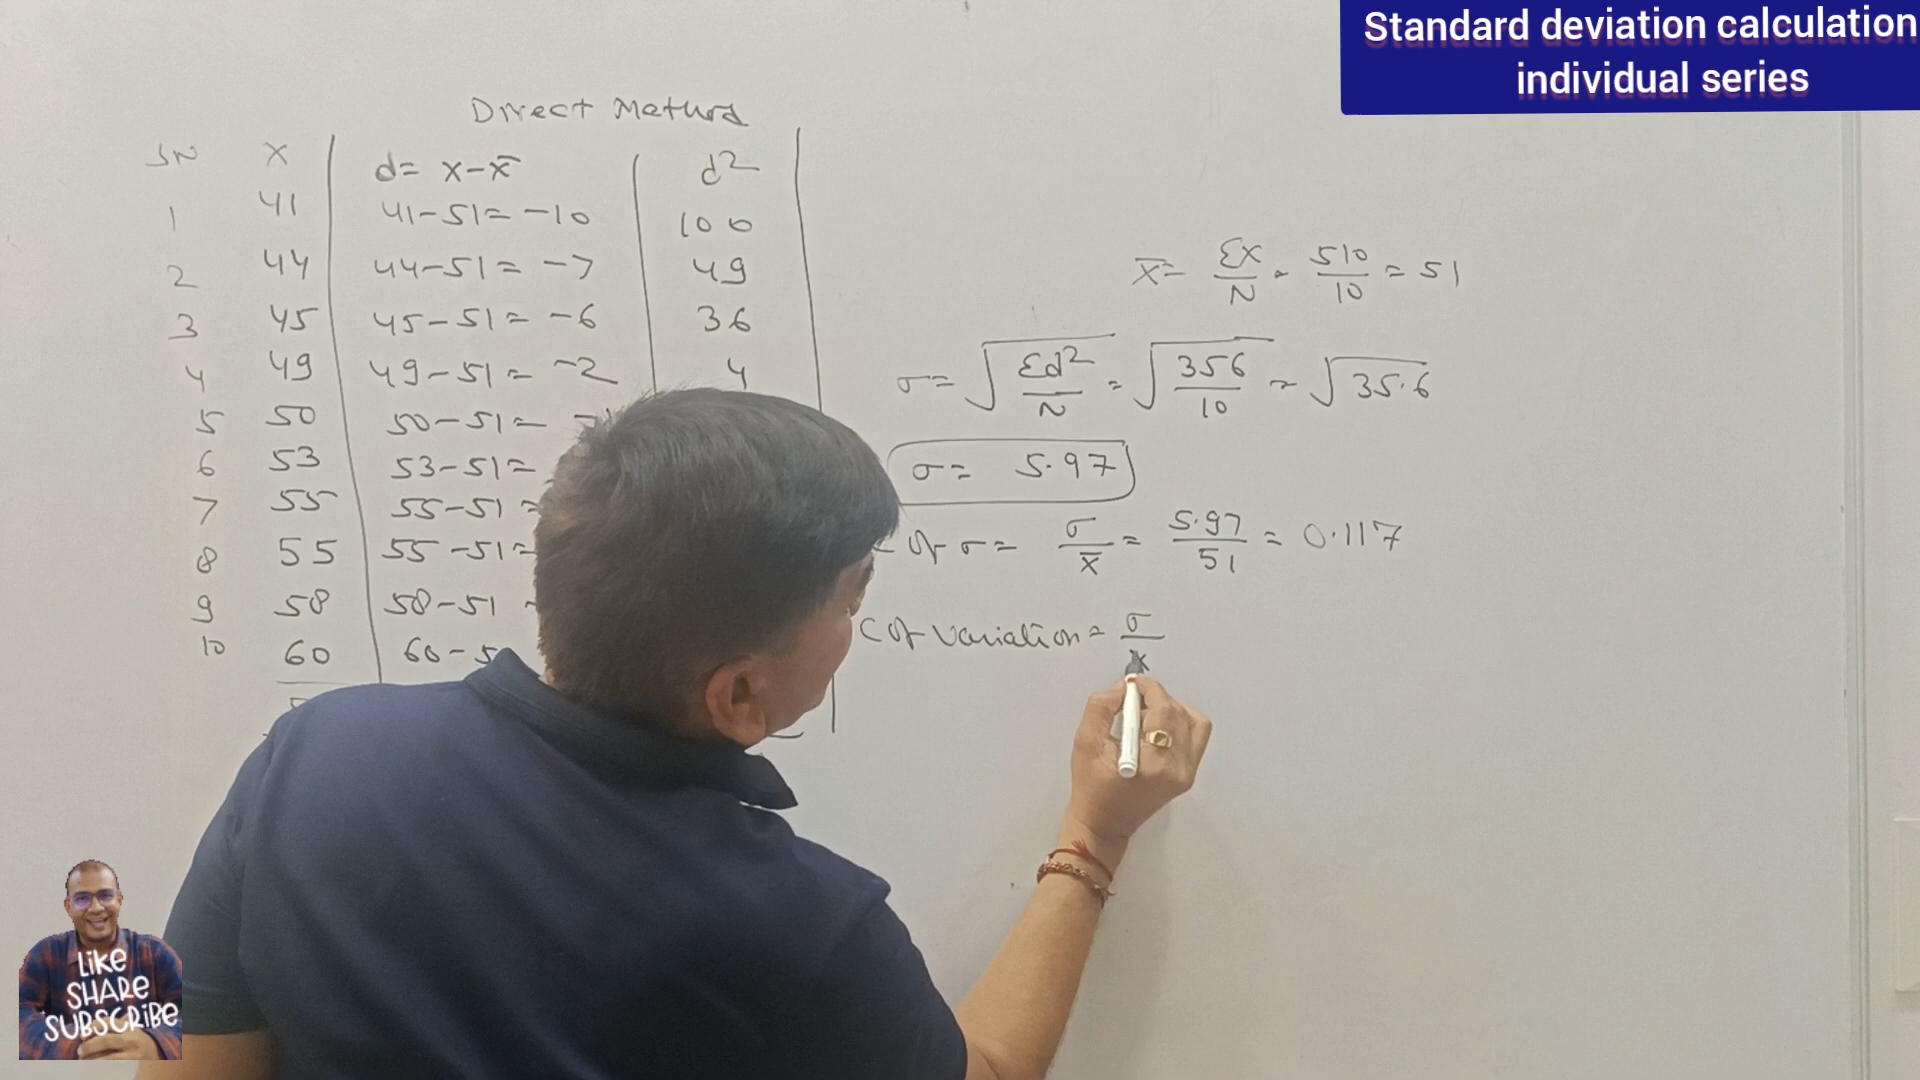 Standard deviation calculation
individual series
Direct Method
SN X d= x-x̄ d2
1 41 41-51= -10 100
2 44 44-51= -7 49
3 45 45-51= -6 36
4 49 49-51= -2 4
5 50 50-51=
6 53 53-51=
7 55 55-51=
8 55 55-51=
9 58 58-51
10 60 60-5
x̄= Σx/N = 510/10 = 51
σ= √Σd2/N = √356/10 = √35.6
σ= 5.97
of σ= σ/x̄ = 5.97/51 = 0.117
C of variation= σ/x
LIKE
SHARE
SUBSCRIBE